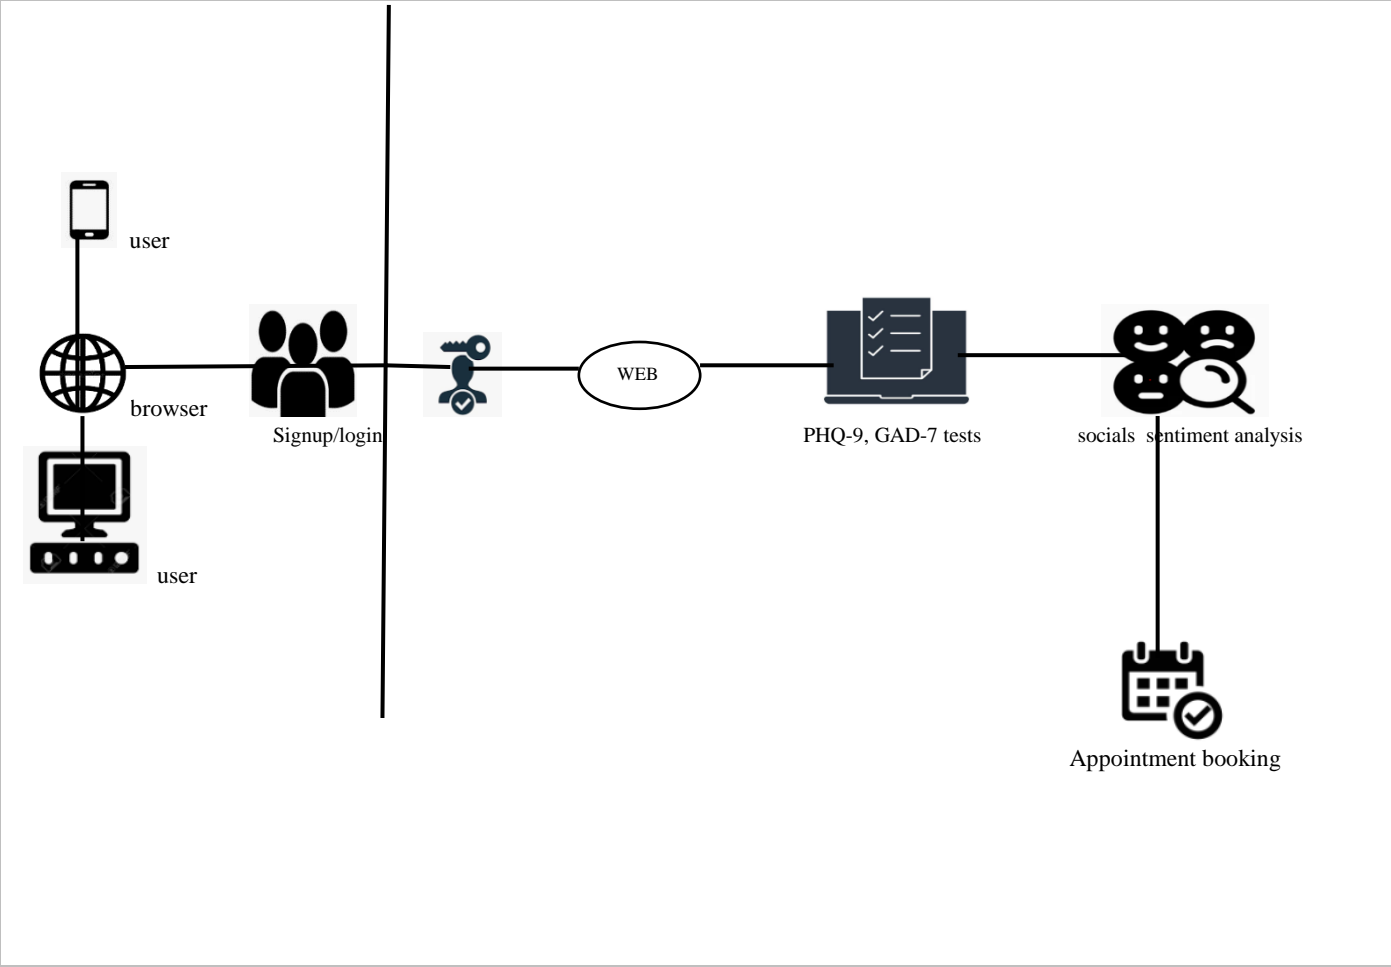 user
browser
Signup/login
user
WEB
PHQ-9, GAD-7 tests
socials  sentiment analysis
Appointment booking